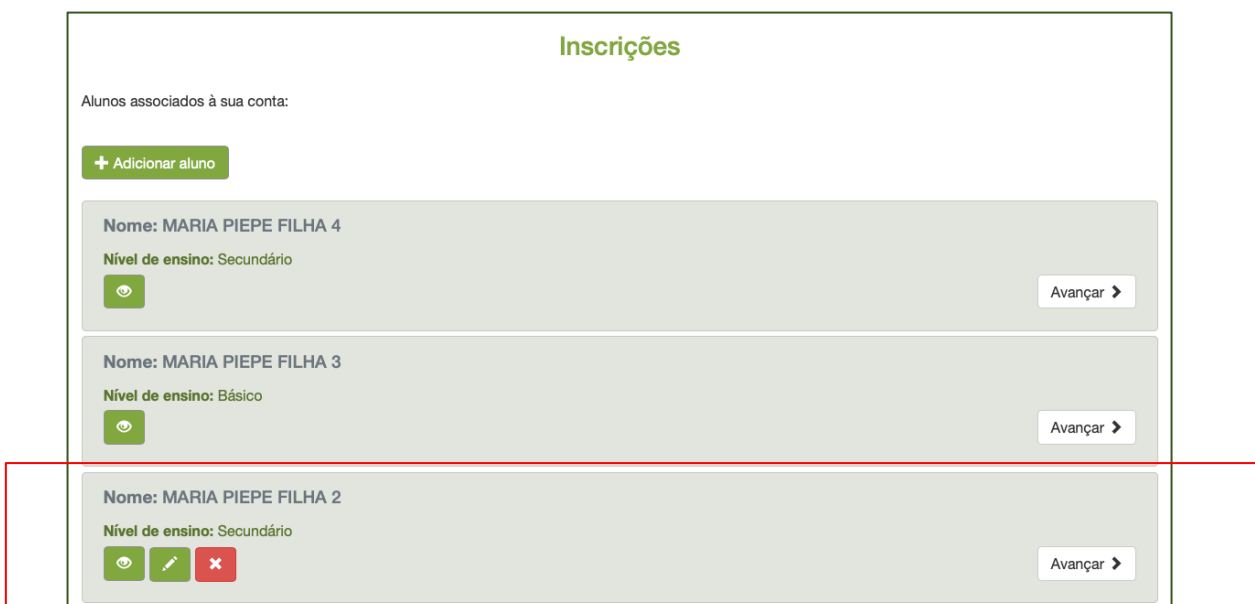 Inscrições
Alunos associados à sua conta:
Adicionar aluno
Nome: MARIA PIEPE FILHA 4
Nível de ensino: Secundário
Avançar
Nome: MARIA PIEPE FILHA 3
Nível de ensino: Básico
Avançar
Nome: MARIA PIEPE FILHA 2
Nível de ensino: Secundário
Avançar